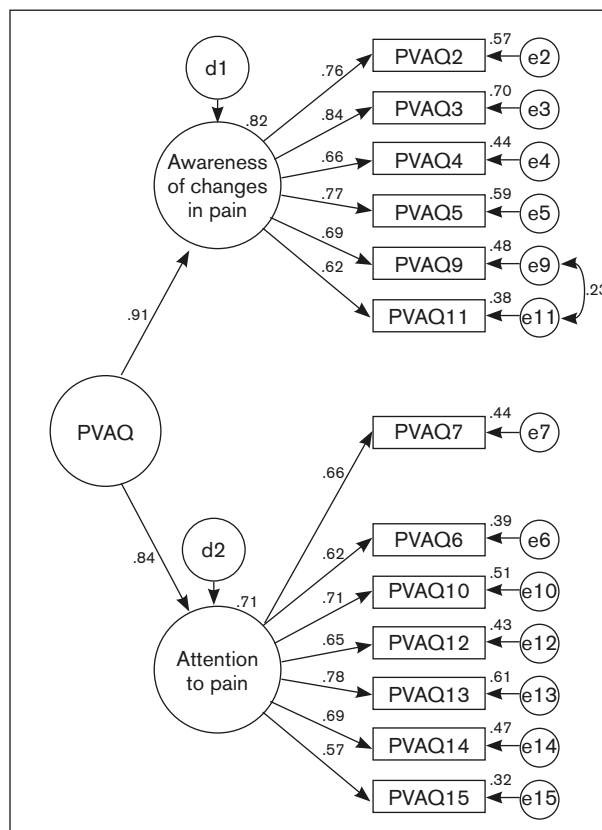 d1
.82
Awareness
of changes
in pain
.76
PVAQ2
.57
e2
.84
PVAQ3
.70
e3
.66
PVAQ4
.44
e4
.77
PVAQ5
.59
e5
.69
PVAQ9
.48
e9
.62
PVAQ11
.38
e11
.23
.91
PVAQ
.84
d2
.71
Attention
to pain
.66
PVAQ7
.44
e7
.62
PVAQ6
.39
e6
.71
PVAQ10
.51
e10
.65
PVAQ12
.43
e12
.78
PVAQ13
.61
e13
.69
PVAQ14
.47
e14
.57
PVAQ15
.32
e15